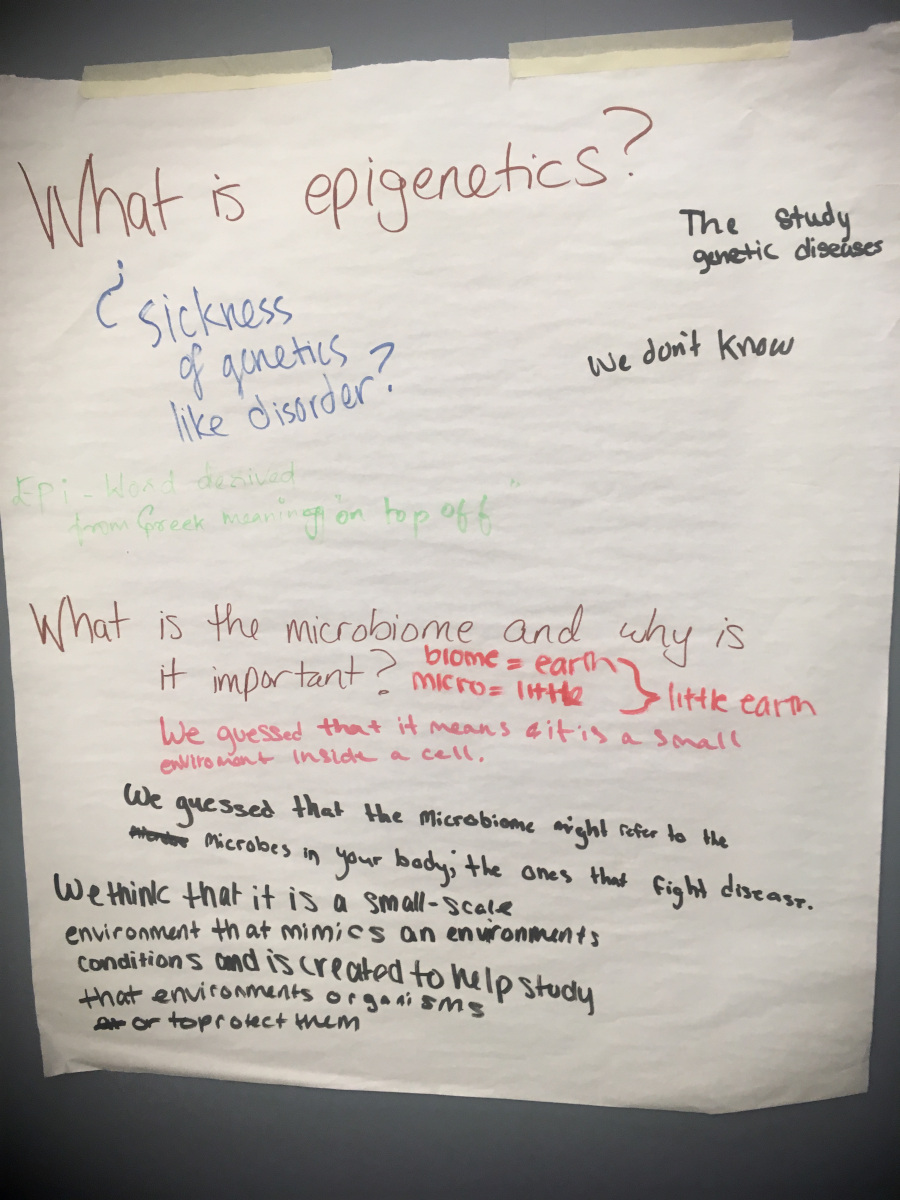 What is epigenetics?
The study
genetic diseases
¿ sickness
of genetics
like disorder?
We don't know
Epi - Word derived
from Greek meaning "on top off"
What is the microbiome and why is
it important?
biome = earth
micro = little
little earth
We guessed that it means & it is a small
enviroment inside a cell.
We guessed that the microbiome might refer to the
microbes in your body; the ones that fight disease.
We think that it is a small-scale
environment that mimics an environments
conditions and is created to help study
that environments organisms
or to protect them